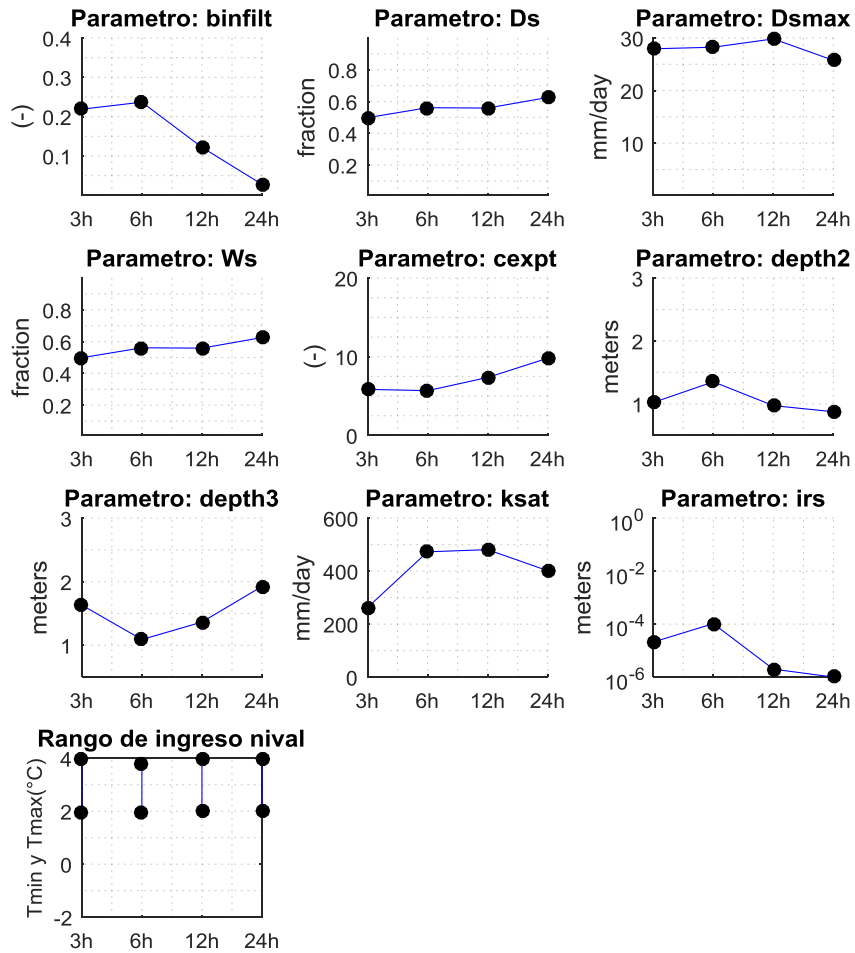 Parametro: binfilt
0.4
0.3
0.2
0.1
(-)
3h 6h 12h 24h
Parametro: Ds
0.8
0.6
0.4
0.2
fraction
3h 6h 12h 24h
Parametro: Dsmax
30
20
10
mm/day
3h 6h 12h 24h
Parametro: Ws
0.8
0.6
0.4
0.2
fraction
3h 6h 12h 24h
Parametro: cexpt
20
10
0
(-)
3h 6h 12h 24h
Parametro: depth2
3
2
1
meters
3h 6h 12h 24h
Parametro: depth3
3
2
1
meters
3h 6h 12h 24h
Parametro: ksat
600
400
200
0
mm/day
3h 6h 12h 24h
Parametro: irs
10^0
10^-2
10^-4
10^-6
meters
3h 6h 12h 24h
Rango de ingreso nival
4
2
0
-2
Tmin y Tmax(°C)
3h 6h 12h 24h